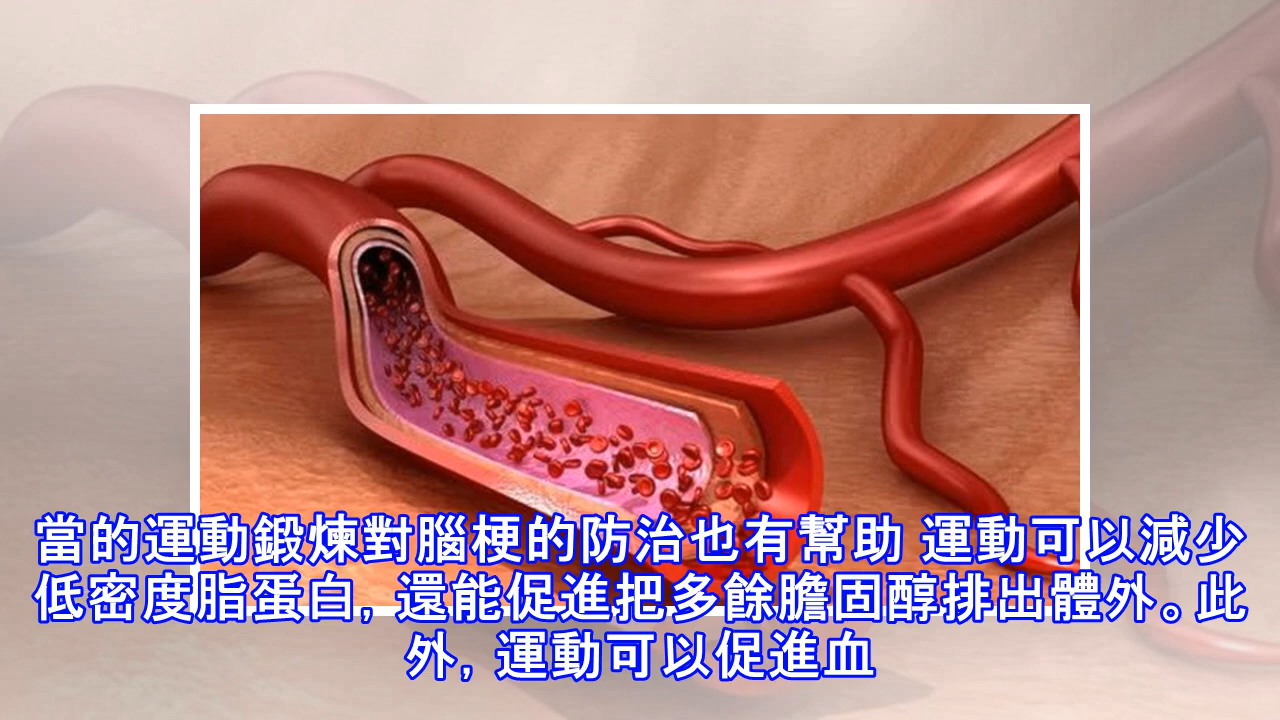 當的運動鍛煉對腦梗的防治也有幫助 運動可以減少
低密度脂蛋白, 還能促進把多餘膽固醇排出體外。此
外, 運動可以促進血